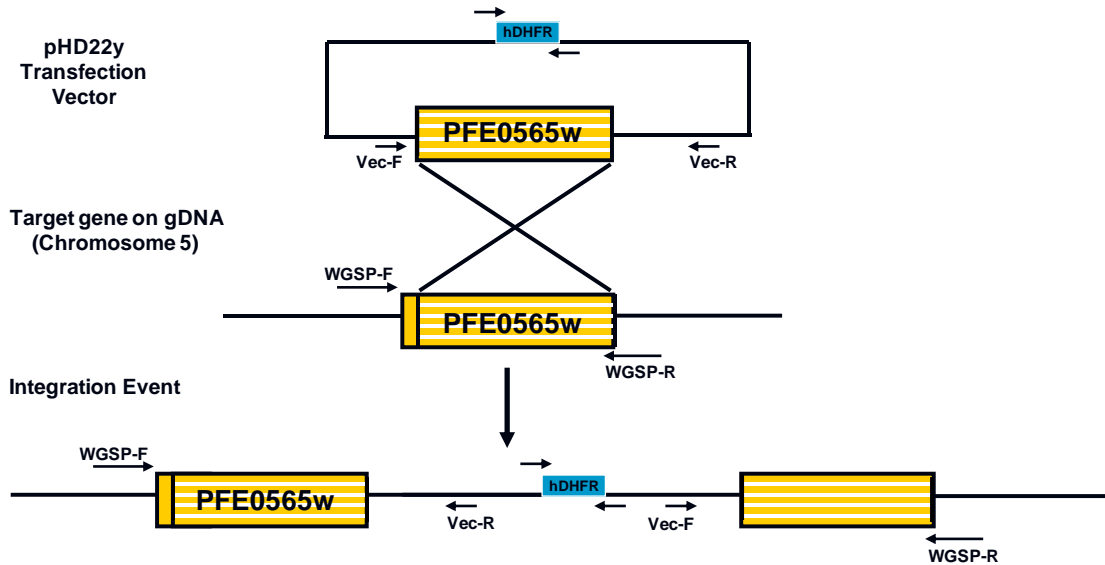 hDHFR
pHD22y
Transfection
Vector
PFE0565w
Vec-F
Vec-R
Target gene on gDNA
(Chromosome 5)
WGSP-F
PFE0565w
WGSP-R
Integration Event
WGSP-F
PFE0565w
hDHFR
Vec-R
Vec-F
WGSP-R